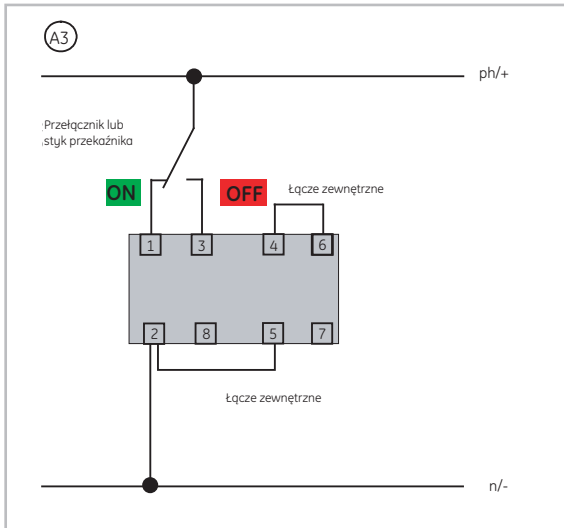 A3
ph/+
Przełącznik lub
styk przekaźnika
ON
OFF
Łącze zewnętrzne
1
3
4
6
2
8
5
7
Łącze zewnętrzne
n/-